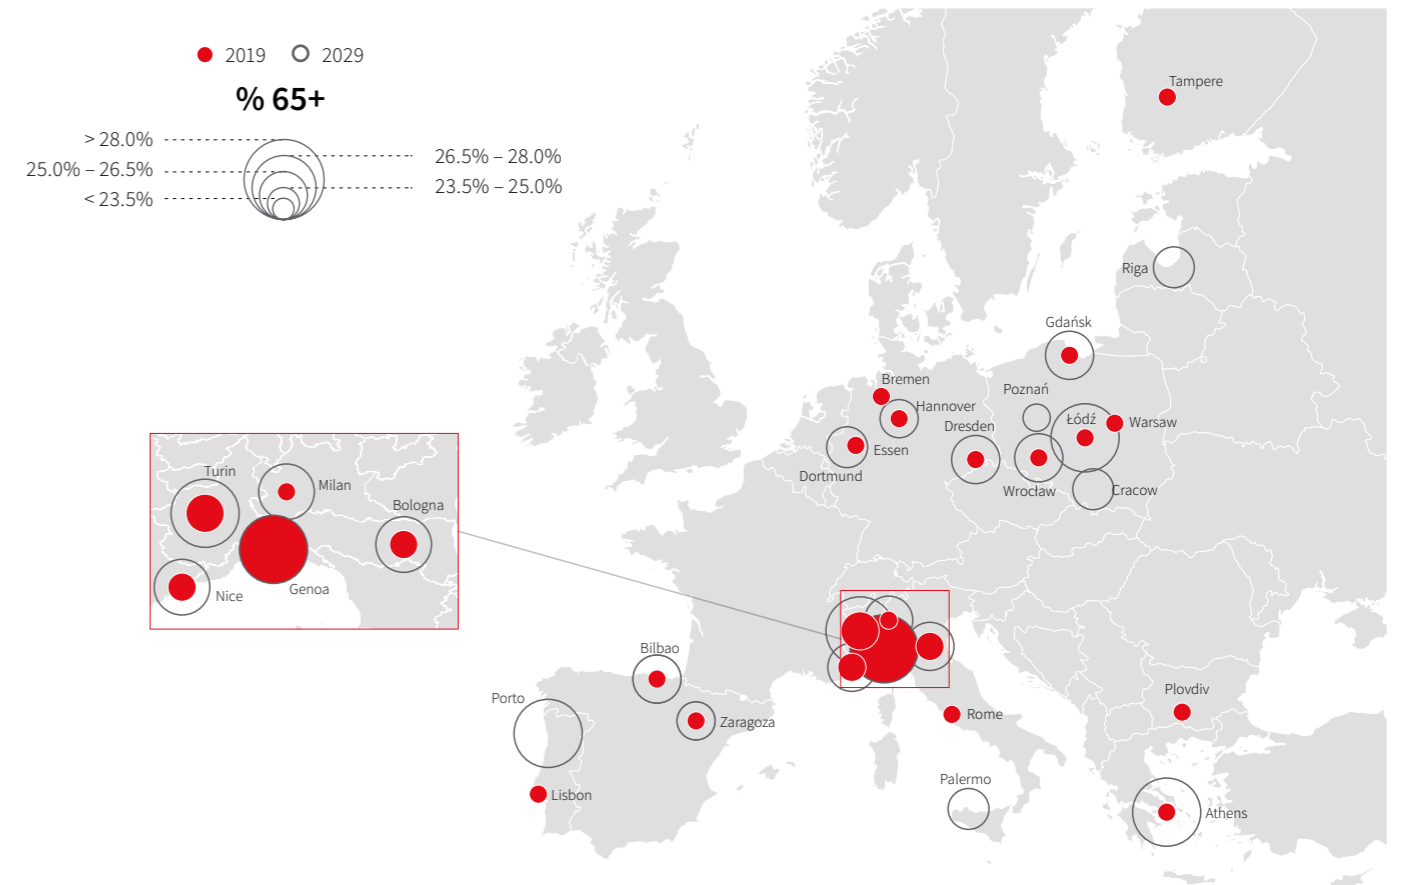 2019 2029
% 65+
> 28.0%
26.5% – 28.0%
25.0% – 26.5%
23.5% – 25.0%
< 23.5%
Tampere
Riga
Gdańsk
Bremen
Poznań
Hannover
Łódź
Warsaw
Dresden
Essen
Dortmund
Wrocław
Cracow
Turin
Milan
Bologna
Nice
Genoa
Bilbao
Porto
Zaragoza
Rome
Plovdiv
Lisbon
Palermo
Athens